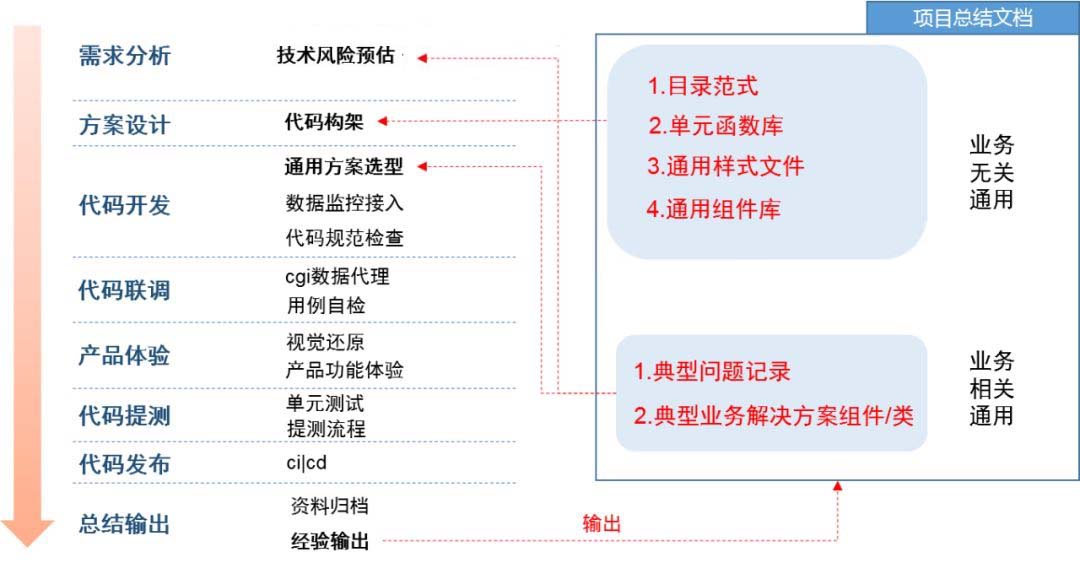 项目总结文档
需求分析
技术风险预估
方案设计
代码构架
代码开发
通用方案选型
数据监控接入
代码规范检查
代码联调
cgi数据代理
用例自检
产品体验
视觉还原
产品功能体验
代码提测
单元测试
提测流程
代码发布
ci|cd
总结输出
资料归档
经验输出
输出
1.目录范式
2.单元函数库
3.通用样式文件
4.通用组件库
业务
无关
通用
1.典型问题记录
2.典型业务解决方案组件/类
业务
相关
通用